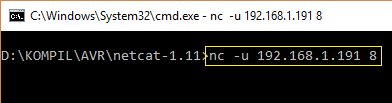 C:\Windows\System32\cmd.exe - nc  -u 192.168.1.191 8
D:\KOMPIL\AVR\netcat-1.11>nc -u 192.168.1.191 8